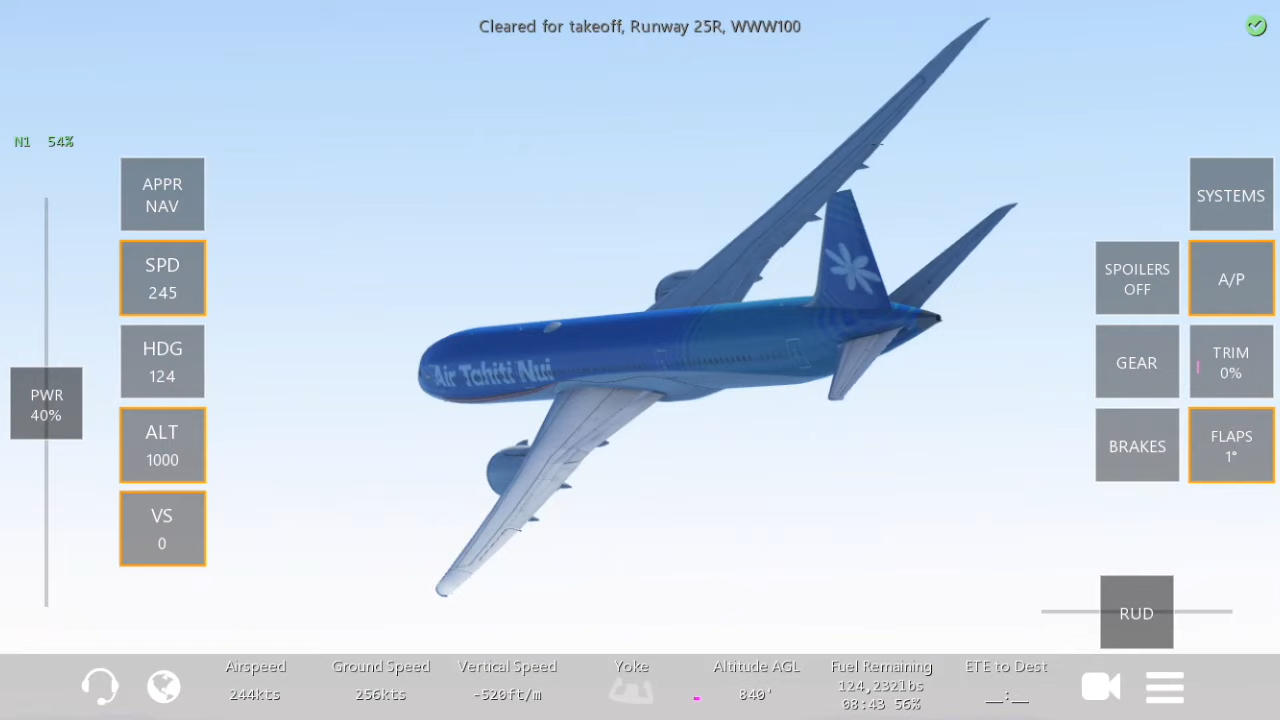 Cleared for takeoff, Runway 25R, WWW100
N1 54%
APPR
NAV
SPD
245
HDG
124
ALT
1000
VS
0
PWR
40%
Air Tahiti Nui
SYSTEMS
SPOILERS
OFF
A/P
GEAR
TRIM
0%
BRAKES
FLAPS
1°
RUD
Airspeed
244kts
Ground Speed
256kts
Vertical Speed
-520ft/m
Yoke
Altitude AGL
840'
Fuel Remaining
124,232lbs
08:43 56%
ETE to Dest
__:__